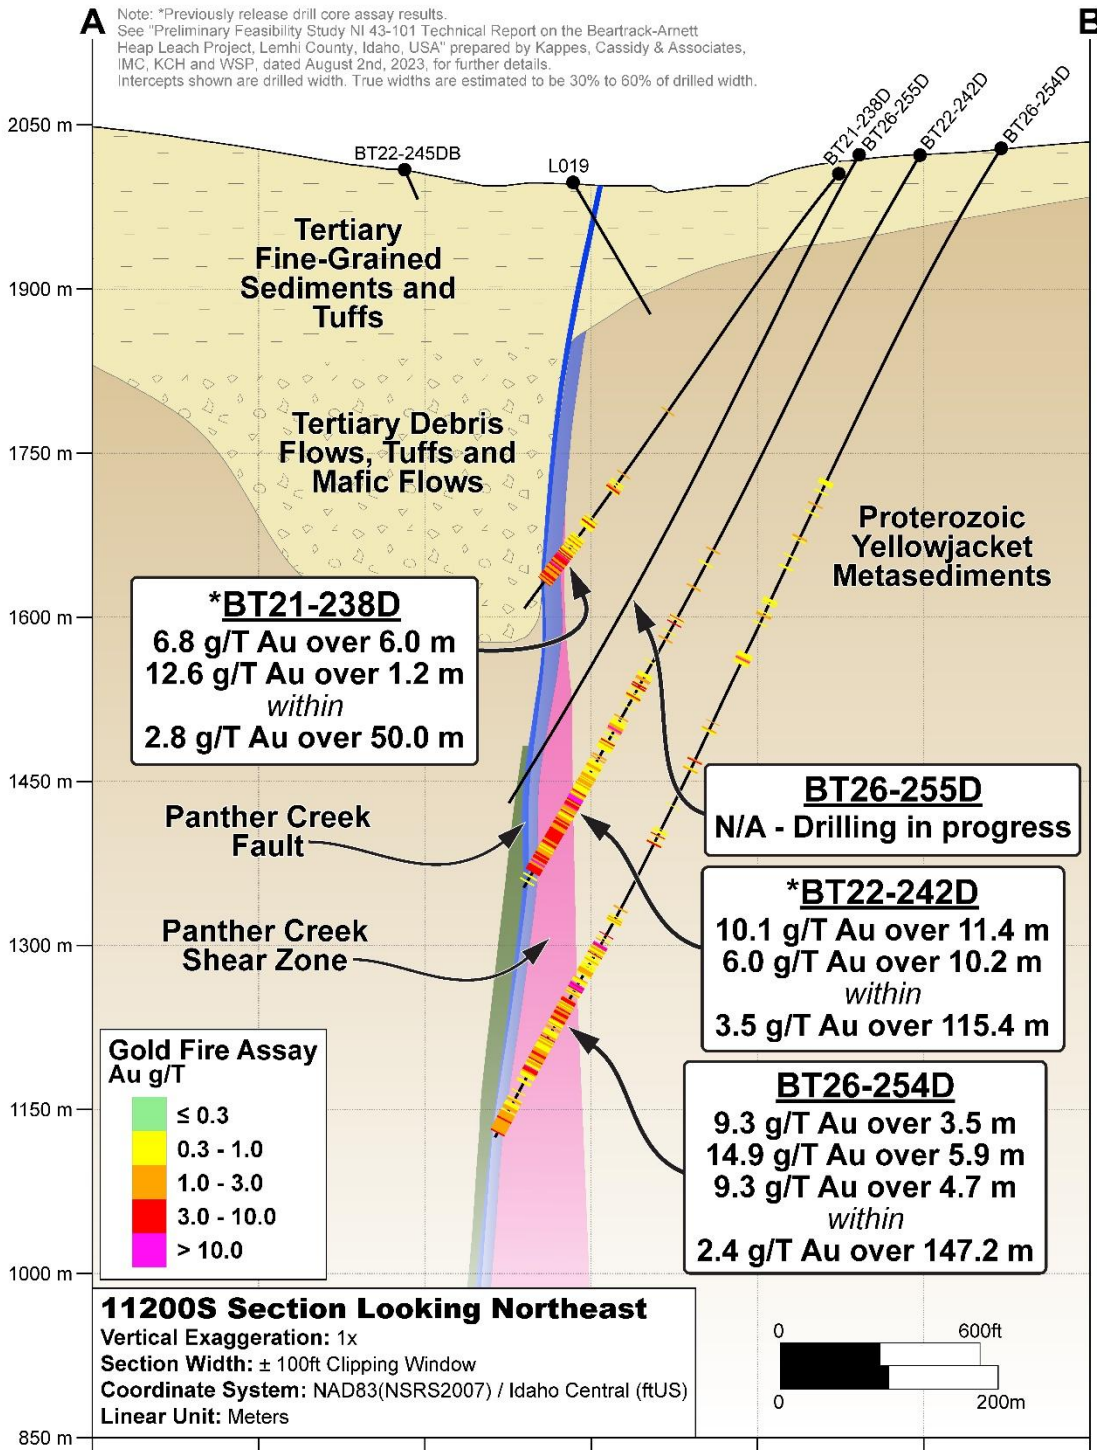 A
B
Note: *Previously release drill core assay results.
See "Preliminary Feasibility Study NI 43-101 Technical Report on the Beartrack-Arnett
Heap Leach Project, Lemhi County, Idaho, USA" prepared by Kappes, Cassidy & Associates,
IMC, KCH and WSP, dated August 2nd, 2023, for further details.
Intercepts shown are drilled width. True widths are estimated to be 30% to 60% of drilled width.
BT21-238D
BT26-255D
BT22-242D
BT26-254D
2050 m
BT22-245DB
L019
Tertiary
Fine-Grained
Sediments and
Tuffs
1900 m
Tertiary Debris
Flows, Tuffs and
Mafic Flows
1750 m
Proterozoic
Yellowjacket
Metasediments
1600 m
*BT21-238D
6.8 g/T Au over 6.0 m
12.6 g/T Au over 1.2 m
within
2.8 g/T Au over 50.0 m
1450 m
BT26-255D
N/A - Drilling in progress
Panther Creek
Fault
*BT22-242D
10.1 g/T Au over 11.4 m
6.0 g/T Au over 10.2 m
within
3.5 g/T Au over 115.4 m
1300 m
Panther Creek
Shear Zone
BT26-254D
9.3 g/T Au over 3.5 m
14.9 g/T Au over 5.9 m
9.3 g/T Au over 4.7 m
within
2.4 g/T Au over 147.2 m
Gold Fire Assay
Au g/T
≤ 0.3
0.3 - 1.0
1.0 - 3.0
3.0 - 10.0
> 10.0
1150 m
1000 m
11200S Section Looking Northeast
Vertical Exaggeration: 1x
Section Width: ± 100ft Clipping Window
Coordinate System: NAD83(NSRS2007) / Idaho Central (ftUS)
Linear Unit: Meters
0 600ft
0 200m
850 m